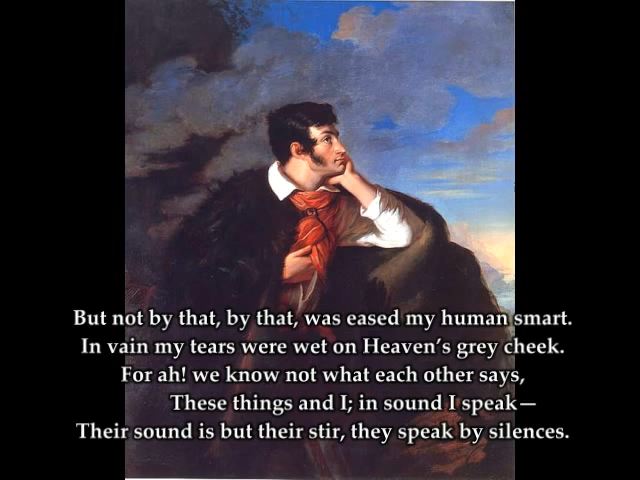 But not by that, by that, was eased my human smart.
In vain my tears were wet on Heaven’s grey cheek.
For ah! we know not what each other says,
These things and I; in sound I speak—
Their sound is but their stir, they speak by silences.